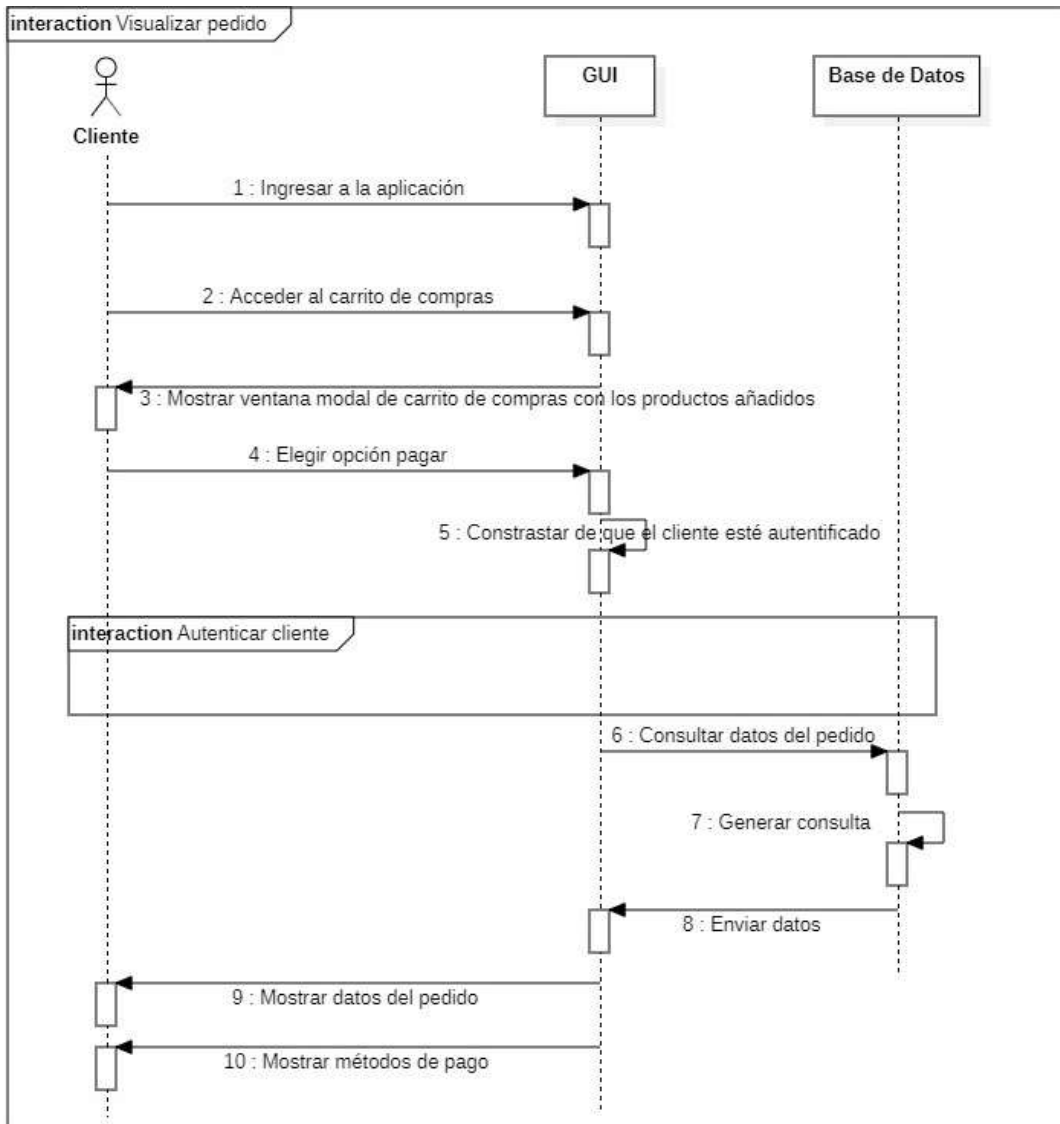 interaction Visualizar pedido
Cliente
GUI
Base de Datos
1 : Ingresar a la aplicación
2 : Acceder al carrito de compras
3 : Mostrar ventana modal de carrito de compras con los productos añadidos
4 : Elegir opción pagar
5 : Constrastar de que el cliente esté autentificado
interaction Autenticar cliente
6 : Consultar datos del pedido
7 : Generar consulta
8 : Enviar datos
9 : Mostrar datos del pedido
10 : Mostrar métodos de pago